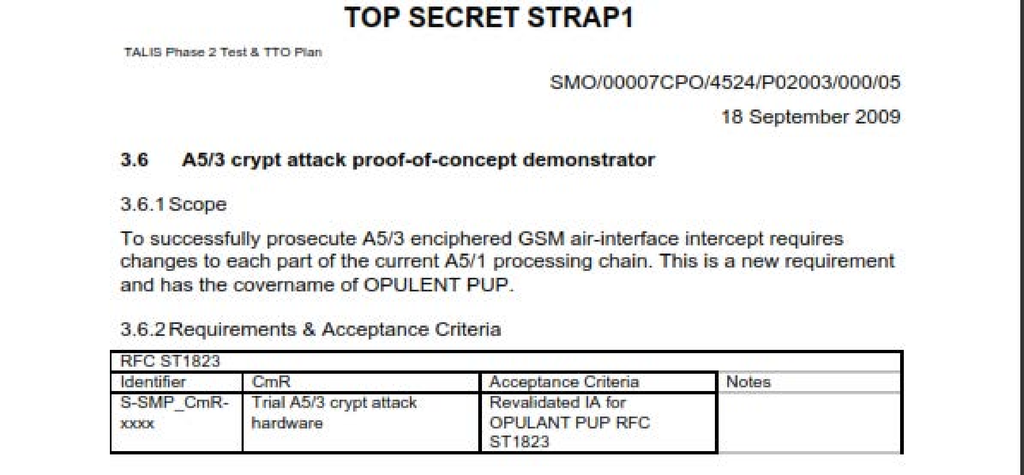 TOP SECRET STRAP1
TALIS Phase 2 Test & TTO Plan
SMO/00007CPO/4524/P02003/000/05
18 September 2009
3.6 A5/3 crypt attack proof-of-concept demonstrator
3.6.1 Scope
To successfully prosecute A5/3 enciphered GSM air-interface intercept requires
changes to each part of the current A5/1 processing chain. This is a new requirement
and has the covername of OPULENT PUP.
3.6.2 Requirements & Acceptance Criteria
RFC ST1823
Identifier CmR Acceptance Criteria Notes
S-SMP_CmR-
xxxx
Trial A5/3 crypt attack
hardware
Revalidated IA for
OPULANT PUP RFC
ST1823